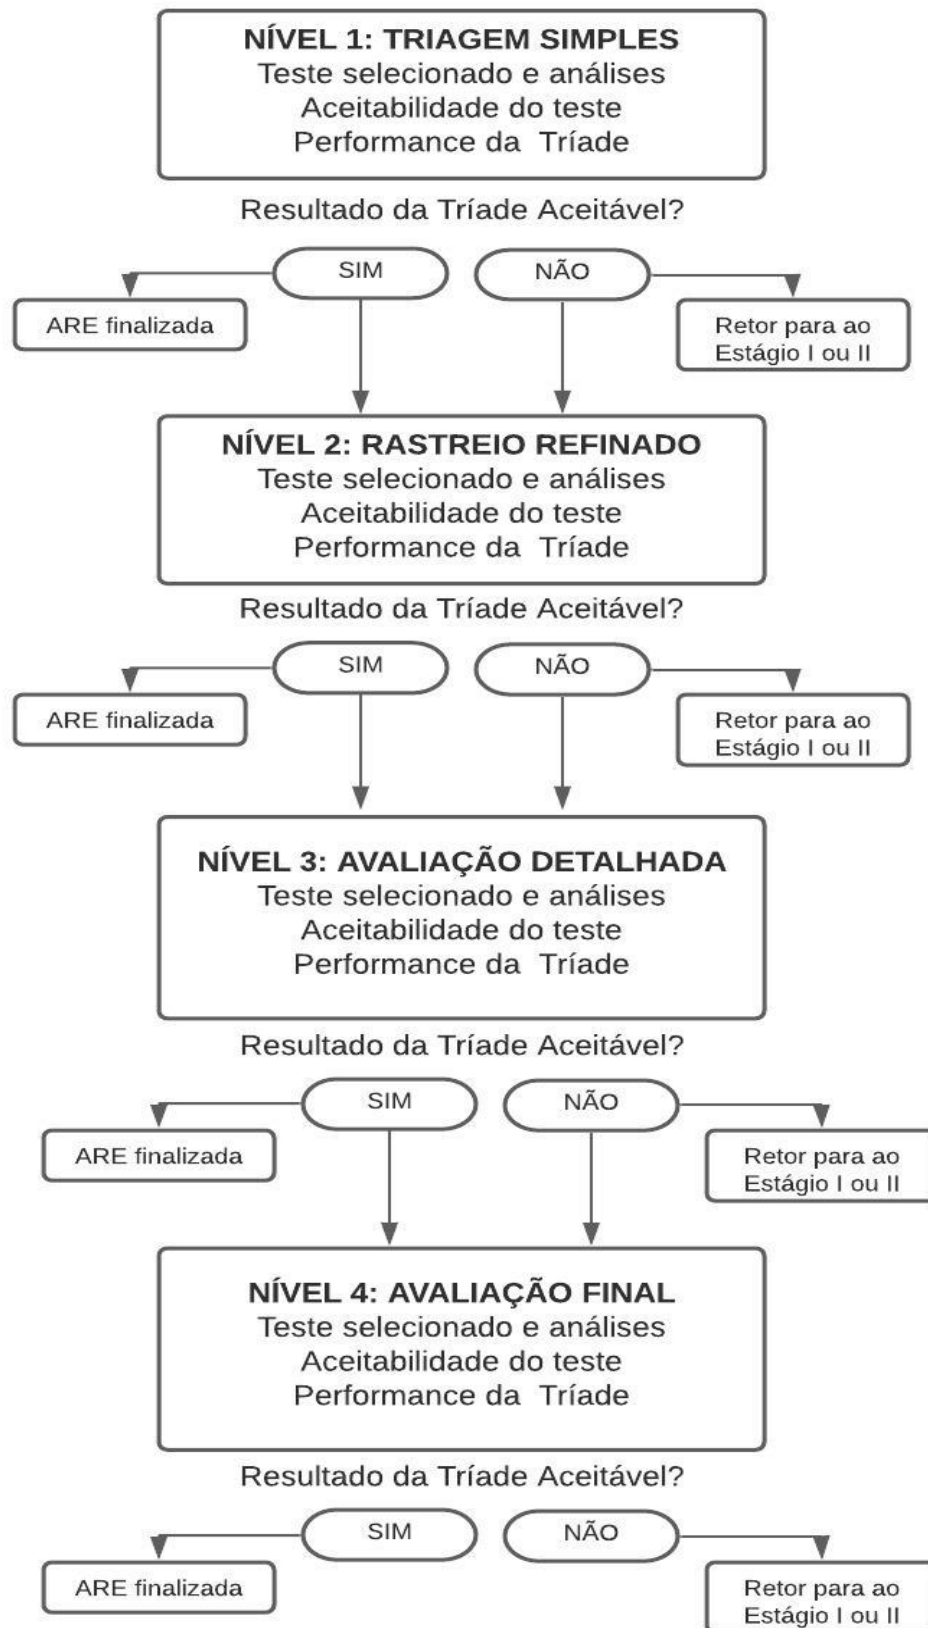 NÍVEL 1: TRIAGEM SIMPLES
Teste selecionado e análises
Aceitabilidade do teste
Performance da Tríade
Resultado da Tríade Aceitável?
SIM
NÃO
ARE finalizada
Retor para ao
Estágio I ou II
NÍVEL 2: RASTREIO REFINADO
Teste selecionado e análises
Aceitabilidade do teste
Performance da Tríade
Resultado da Tríade Aceitável?
SIM
NÃO
ARE finalizada
Retor para ao
Estágio I ou II
NÍVEL 3: AVALIAÇÃO DETALHADA
Teste selecionado e análises
Aceitabilidade do teste
Performance da Tríade
Resultado da Tríade Aceitável?
SIM
NÃO
ARE finalizada
Retor para ao
Estágio I ou II
NÍVEL 4: AVALIAÇÃO FINAL
Teste selecionado e análises
Aceitabilidade do teste
Performance da Tríade
Resultado da Tríade Aceitável?
SIM
NÃO
ARE finalizada
Retor para ao
Estágio I ou II